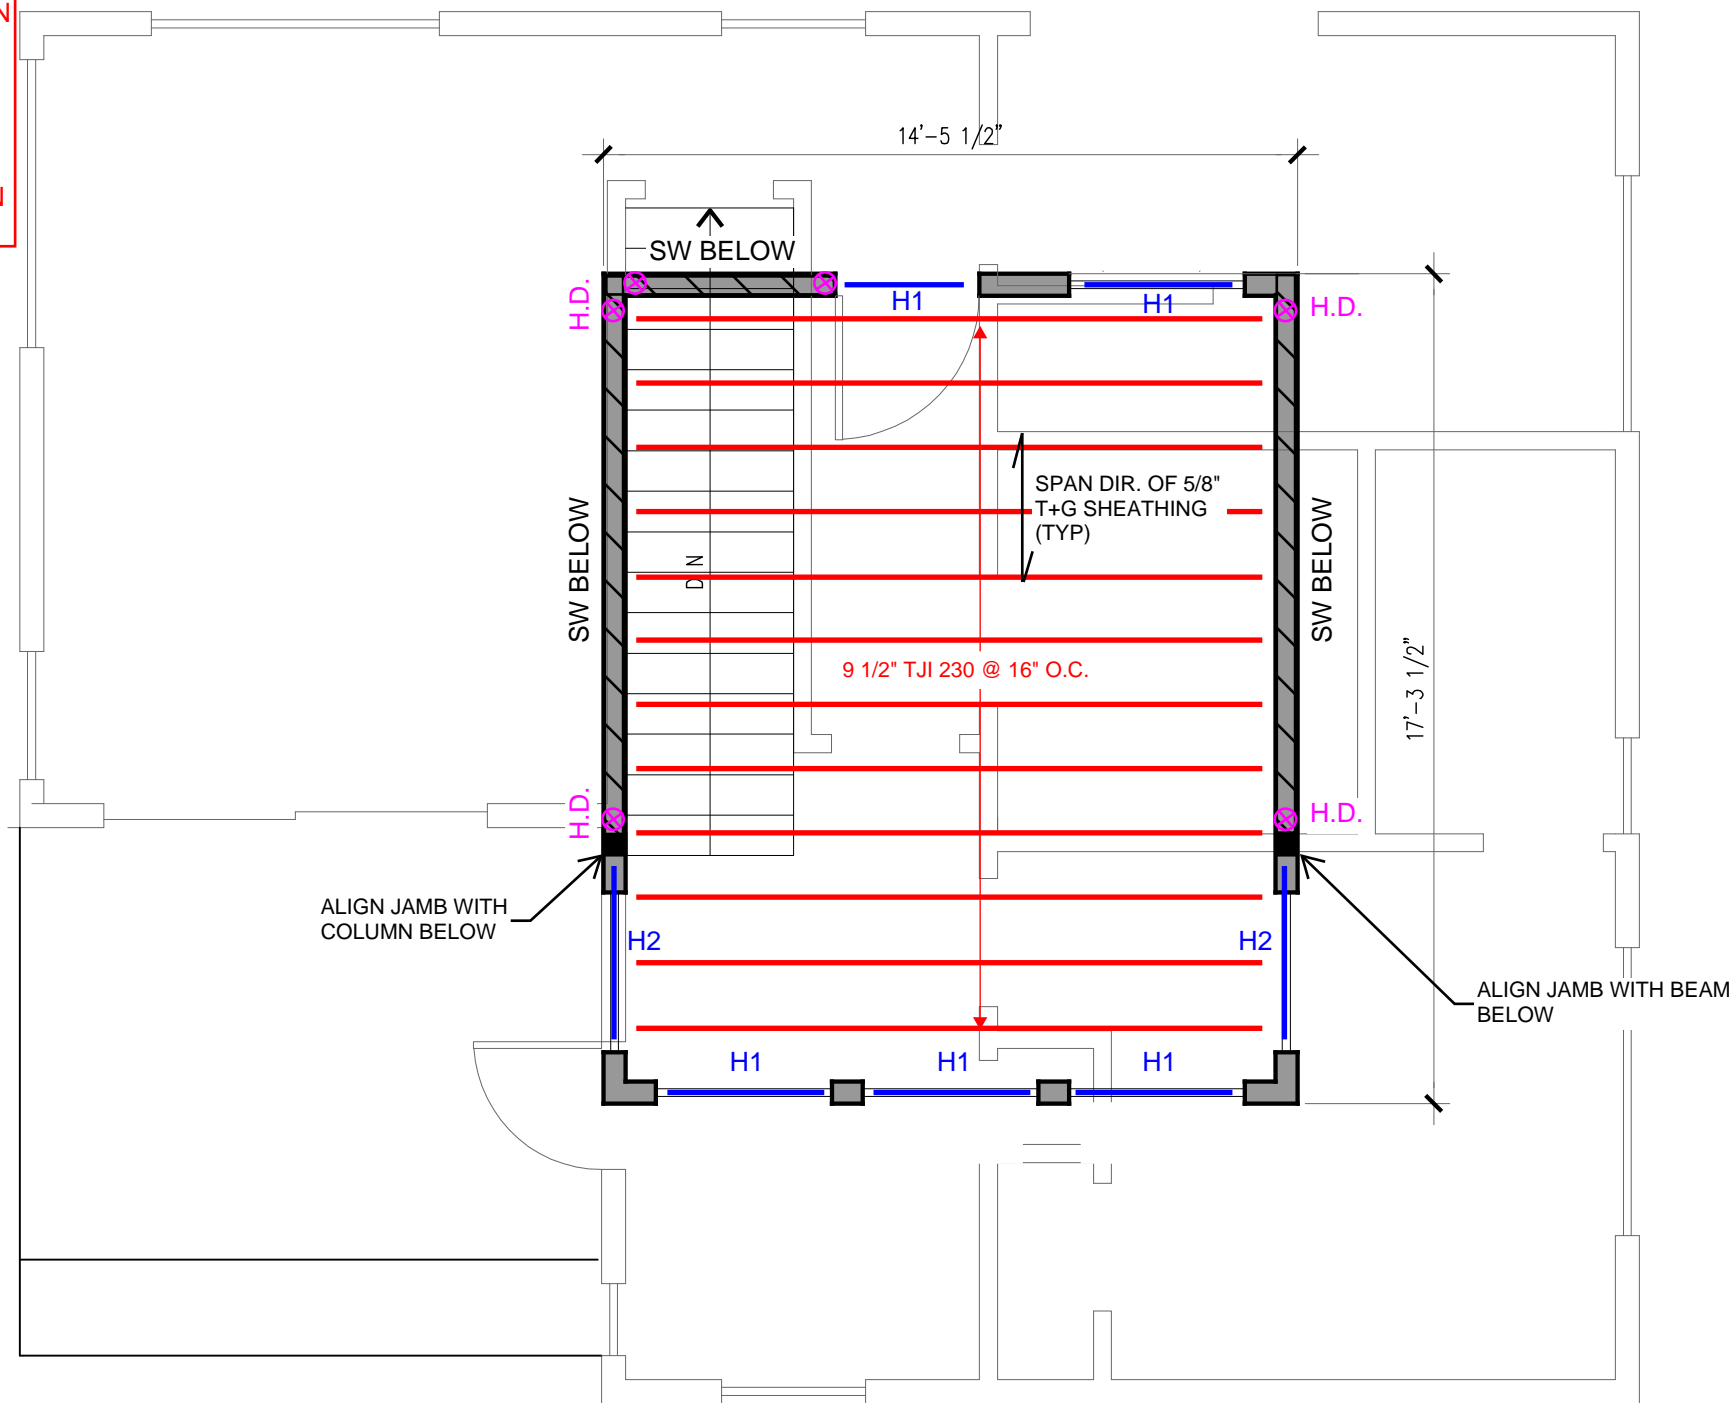 N
N
14'-5 1/2"
SW BELOW
H.D.
H1
H1
H.D.
SPAN DIR. OF 5/8"
T+G SHEATHING
(TYP)
SW BELOW
DN
SW BELOW
9 1/2" TJI 230 @ 16" O.C.
17'-3 1/2"
H.D.
H.D.
ALIGN JAMB WITH
COLUMN BELOW
H2
H2
ALIGN JAMB WITH BEAM
BELOW
H1
H1
H1